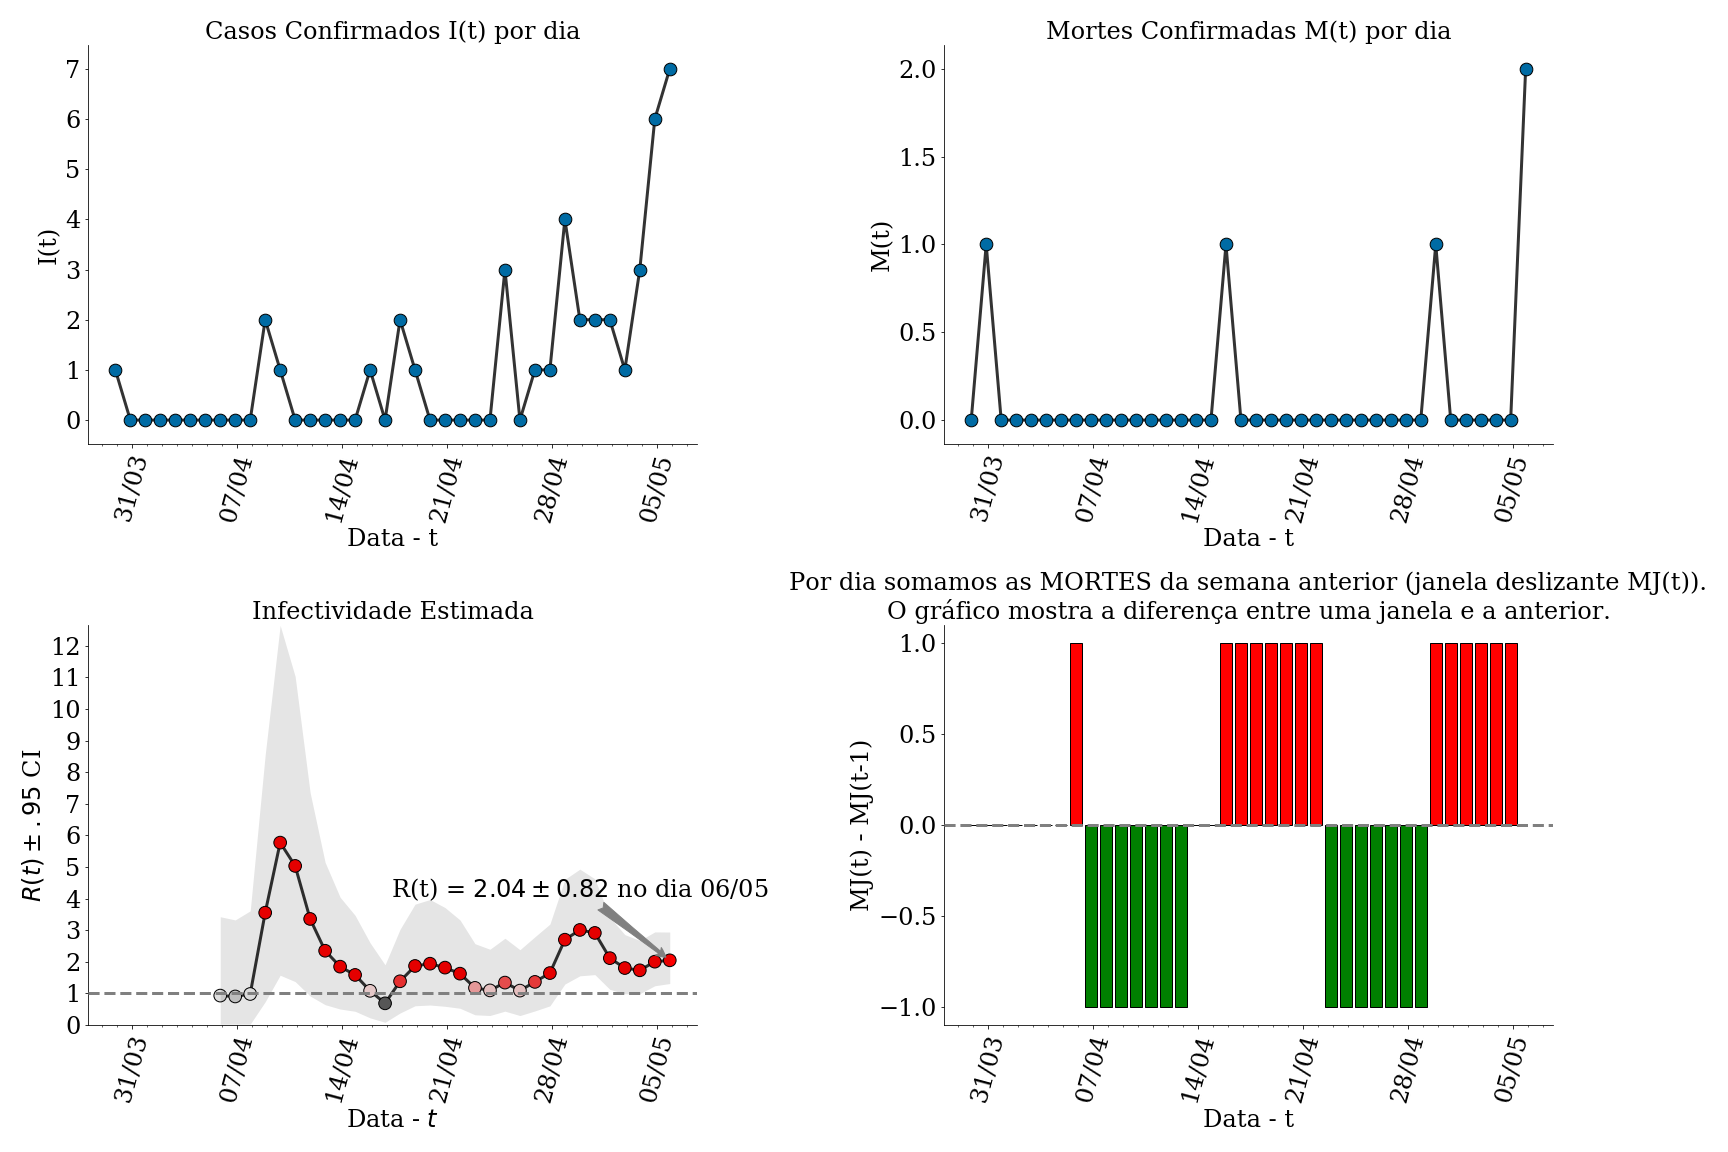 Casos Confirmados I(t) por dia
I(t)
7
6
5
4
3
2
1
0
31/03 07/04 14/04 21/04 28/04 05/05
Data - t
Mortes Confirmadas M(t) por dia
M(t)
2.0
1.5
1.0
0.5
0.0
31/03 07/04 14/04 21/04 28/04 05/05
Data - t
Infectividade Estimada
R(t) ± .95 CI
12
11
10
9
8
7
6
5
4
3
2
1
0
R(t) = 2.04 ± 0.82 no dia 06/05
31/03 07/04 14/04 21/04 28/04 05/05
Data - t
Por dia somamos as MORTES da semana anterior (janela deslizante MJ(t)).
O gráfico mostra a diferença entre uma janela e a anterior.
MJ(t) - MJ(t-1)
1.0
0.5
0.0
−0.5
−1.0
31/03 07/04 14/04 21/04 28/04 05/05
Data - t